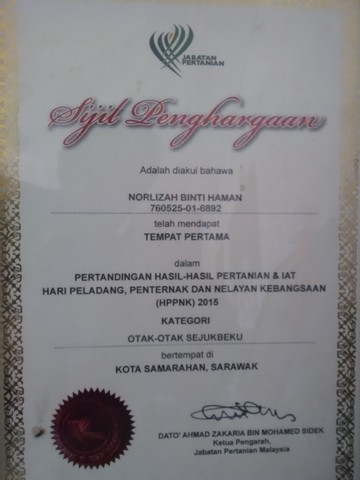 JABATAN
PERTANIAN
Sijil Penghargaan
Adalah diakui bahawa
NORLIZAH BINTI HAMAN
760525-01-6892
telah mendapat
TEMPAT PERTAMA
dalam
PERTANDINGAN HASIL-HASIL PERTANIAN & IAT
HARI PELADANG, PENTERNAK DAN NELAYAN KEBANGSAAN
(HPPNK) 2015
KATEGORI
OTAK-OTAK SEJUKBEKU
bertempat di
KOTA SAMARAHAN, SARAWAK
DATO' AHMAD ZAKARIA BIN MOHAMED SIDEK
Ketua Pengarah,
Jabatan Pertanian Malaysia